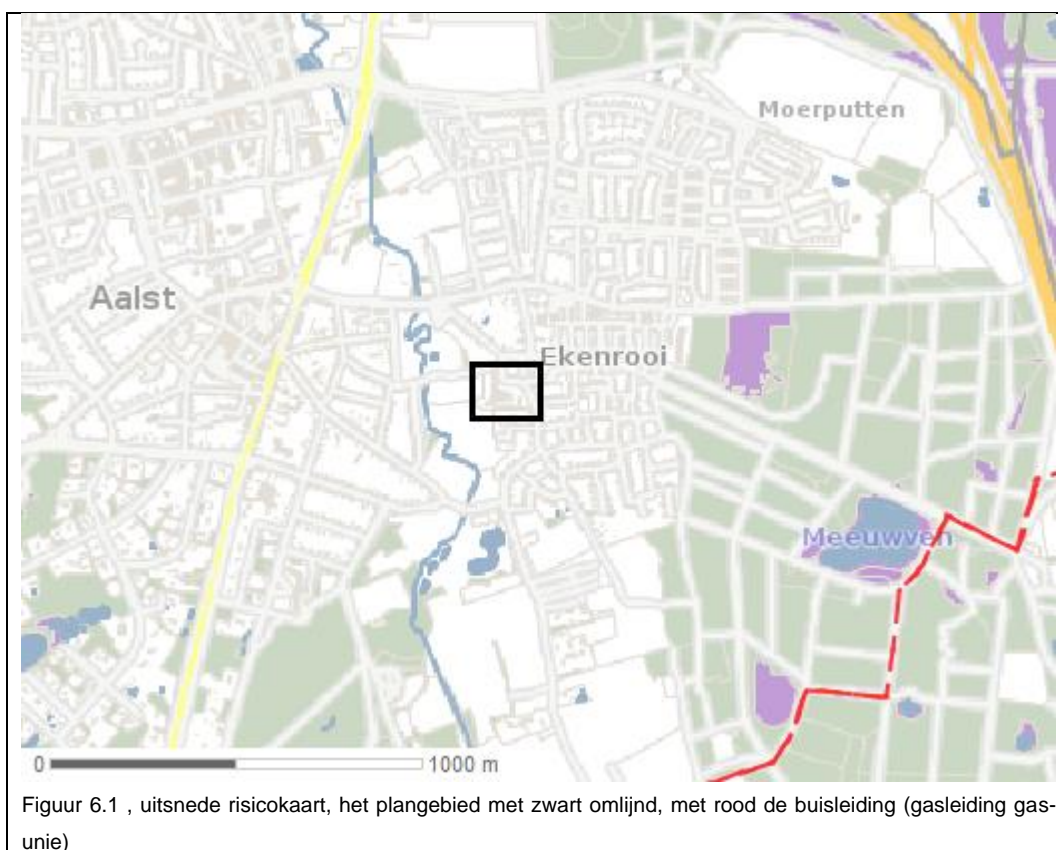 Moerputten
Aalst
Ekenrooi
Meeuwven
0 1000 m
Figuur 6.1 , uitsnede risicokaart, het plangebied met zwart omlijnd, met rood de buisleiding (gasleiding gas-
unie)